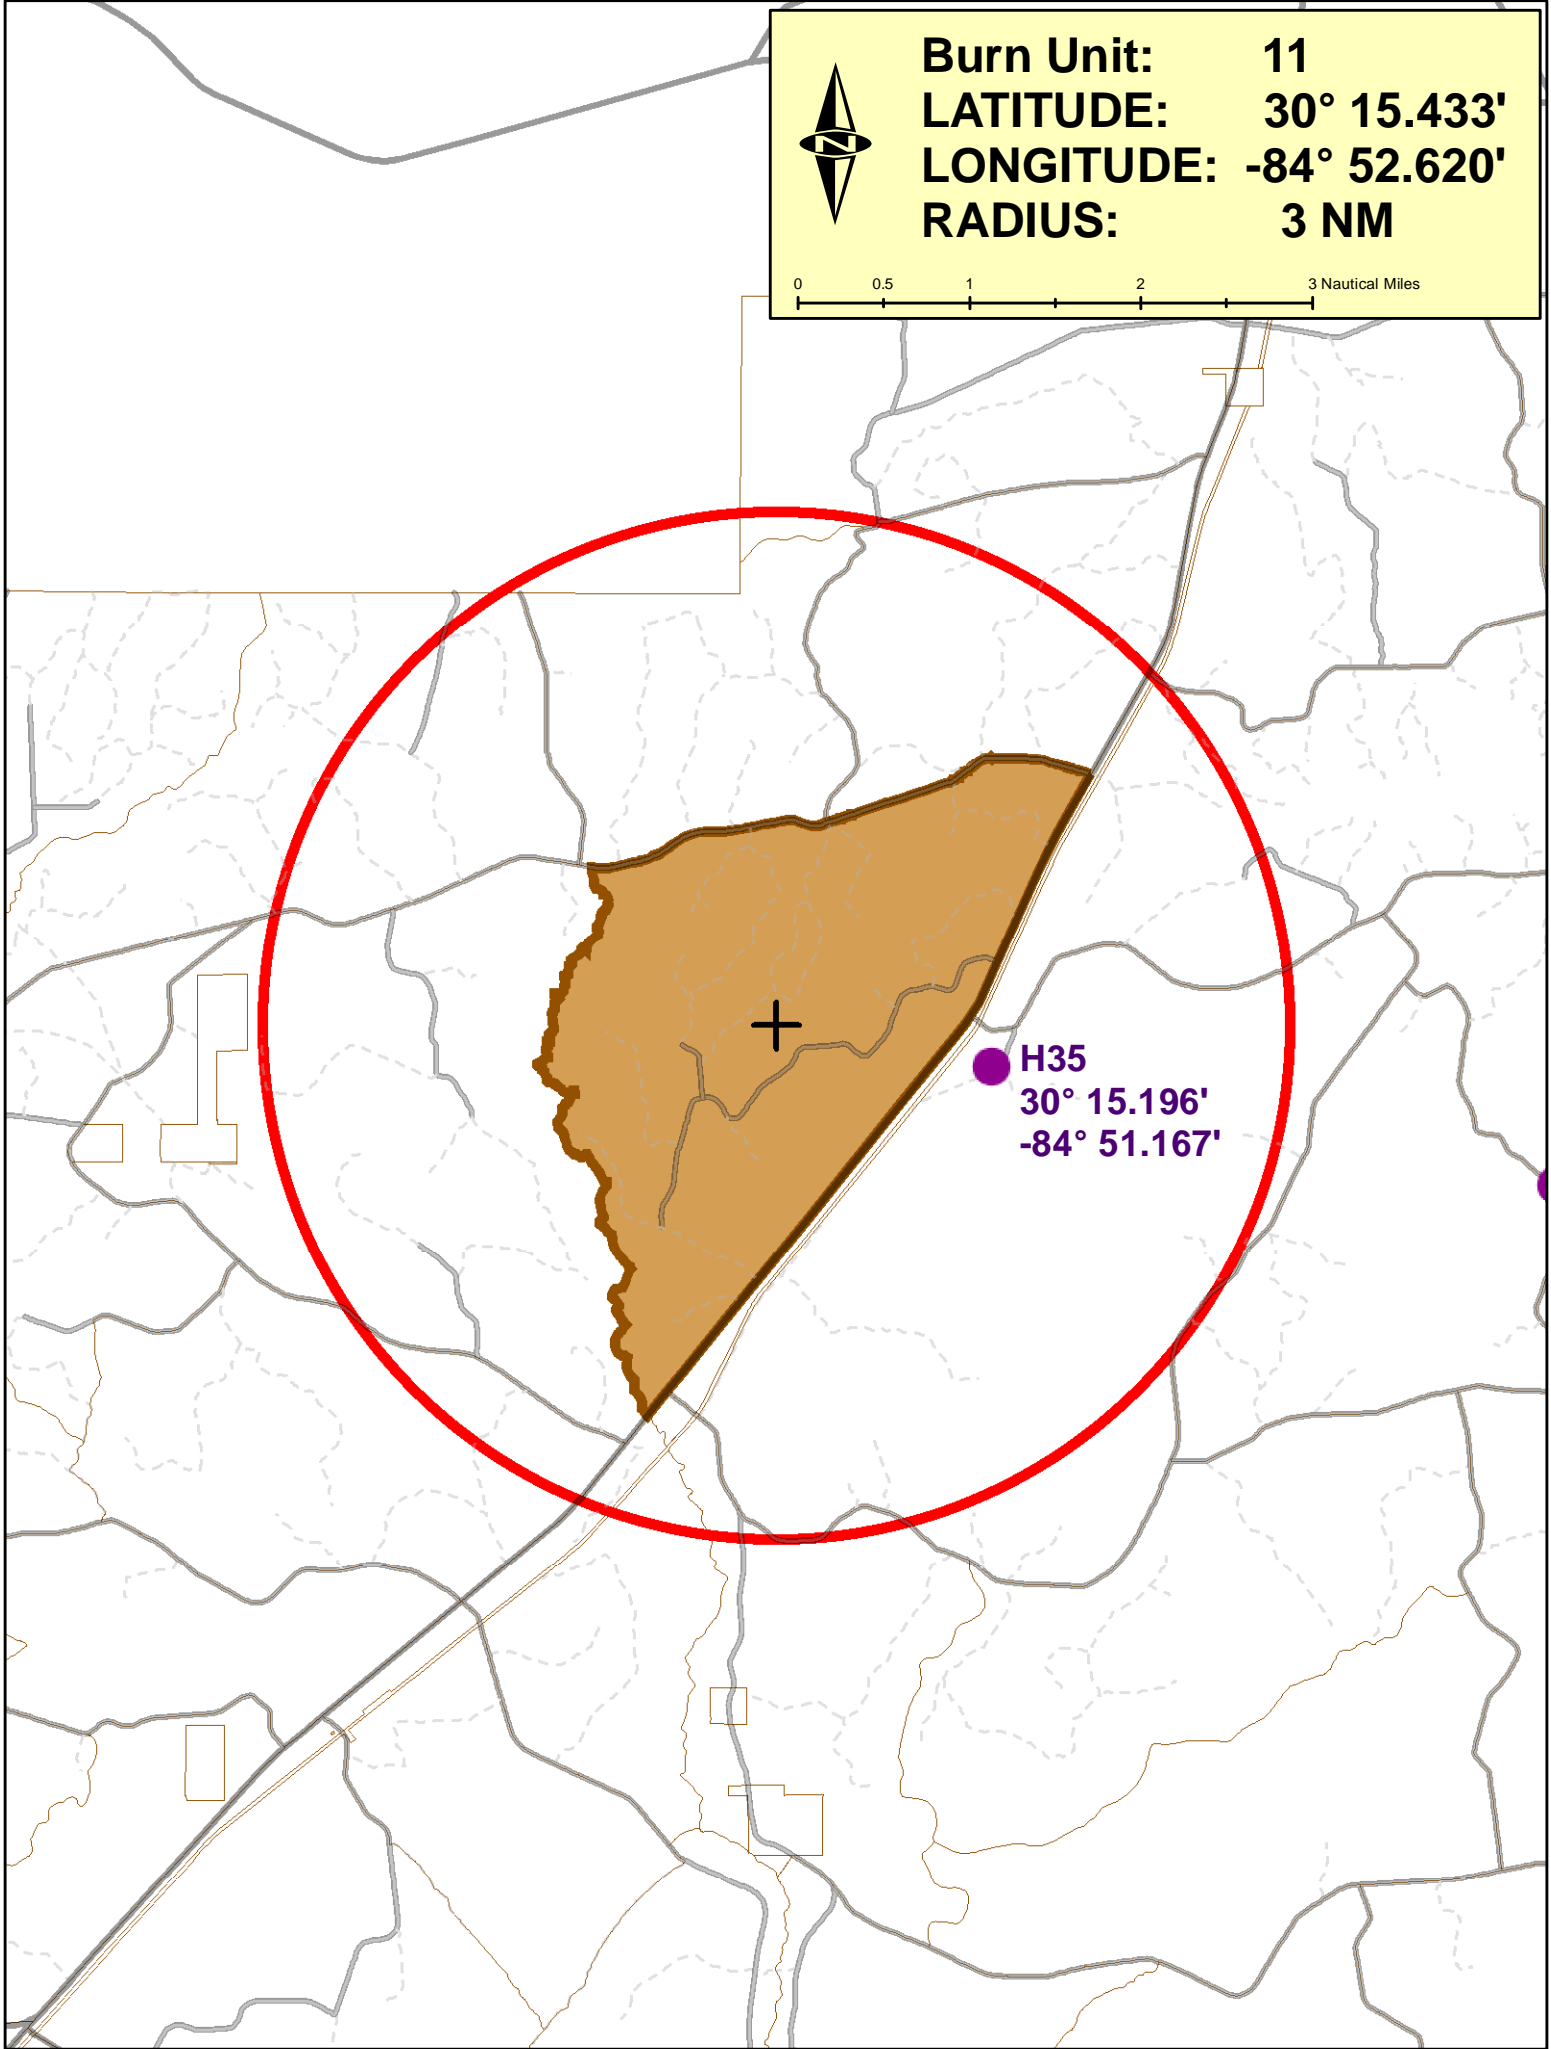 Burn Unit: 11
LATITUDE: 30° 15.433'
LONGITUDE: -84° 52.620'
RADIUS: 3 NM
N
0 0.5 1 2 3 Nautical Miles
H35
30° 15.196'
-84° 51.167'